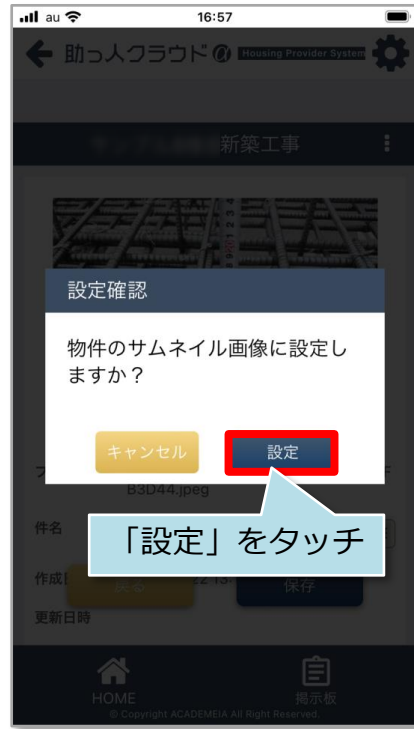 au 16:57
助っ人クラウド Housing Provider System
新築工事
設定確認
物件のサムネイル画像に設定し
ますか？
キャンセル 設定
B3D44.jpeg
「設定」をタッチ
件名
戻る 保存
更新日時
HOME 掲示板
© Copyright ACADEMEIA All Right Reserved.